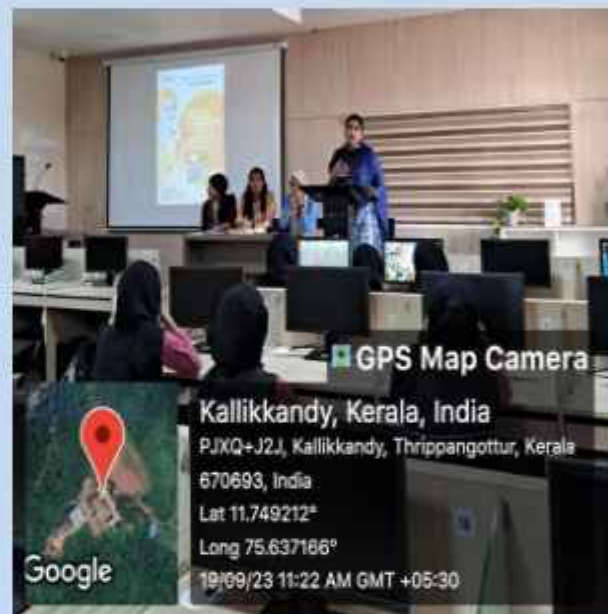 GPS Map Camera
Kallikkandy, Kerala, India
PJXQ+J2J, Kallikkandy, Thrippangottur, Kerala
670693, India
Lat 11.749212°
Long 75.637166°
19/09/23 11:22 AM GMT +05:30
Google